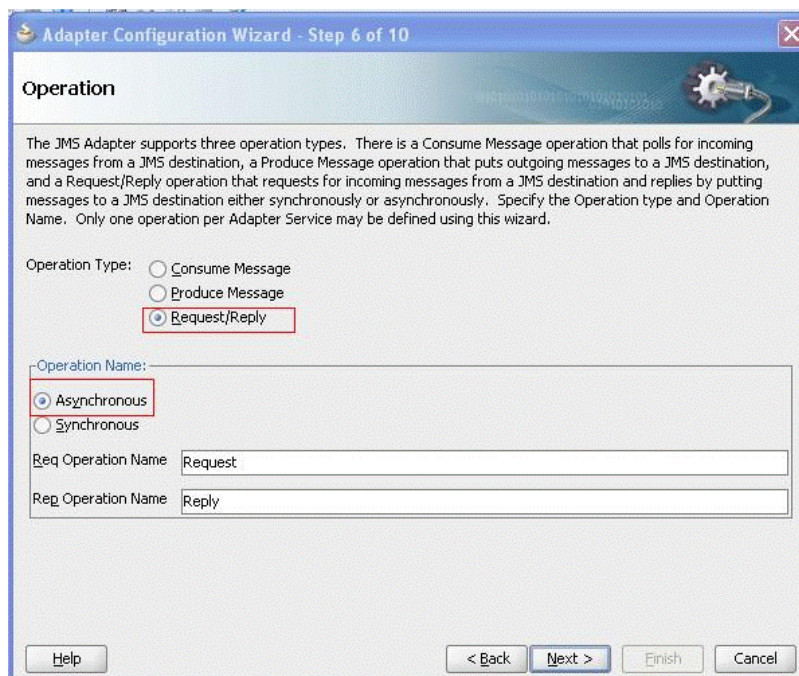 Adapter Configuration Wizard - Step 6 of 10
Operation
The JMS Adapter supports three operation types. There is a Consume Message operation that polls for incoming
messages from a JMS destination, a Produce Message operation that puts outgoing messages to a JMS destination,
and a Request/Reply operation that requests for incoming messages from a JMS destination and replies by putting
messages to a JMS destination either synchronously or asynchronously. Specify the Operation type and Operation
Name. Only one operation per Adapter Service may be defined using this wizard.
Operation Type:
Consume Message
Produce Message
Request/Reply
Operation Name:
Asynchronous
Synchronous
Req Operation Name Request
Rep Operation Name Reply
Help < Back Next > Finish Cancel